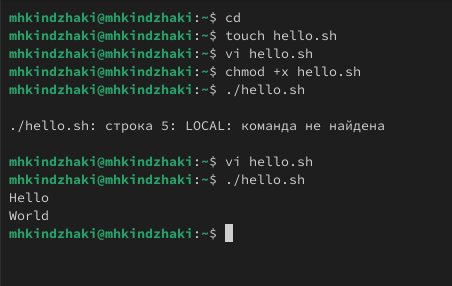 mhkindzhaki@mhkindzhaki:~$ cd
mhkindzhaki@mhkindzhaki:~$ touch hello.sh
mhkindzhaki@mhkindzhaki:~$ vi hello.sh
mhkindzhaki@mhkindzhaki:~$ chmod +x hello.sh
mhkindzhaki@mhkindzhaki:~$ ./hello.sh
./hello.sh: строка 5: LOCAL: команда не найдена
mhkindzhaki@mhkindzhaki:~$ vi hello.sh
mhkindzhaki@mhkindzhaki:~$ ./hello.sh
Hello
World
mhkindzhaki@mhkindzhaki:~$